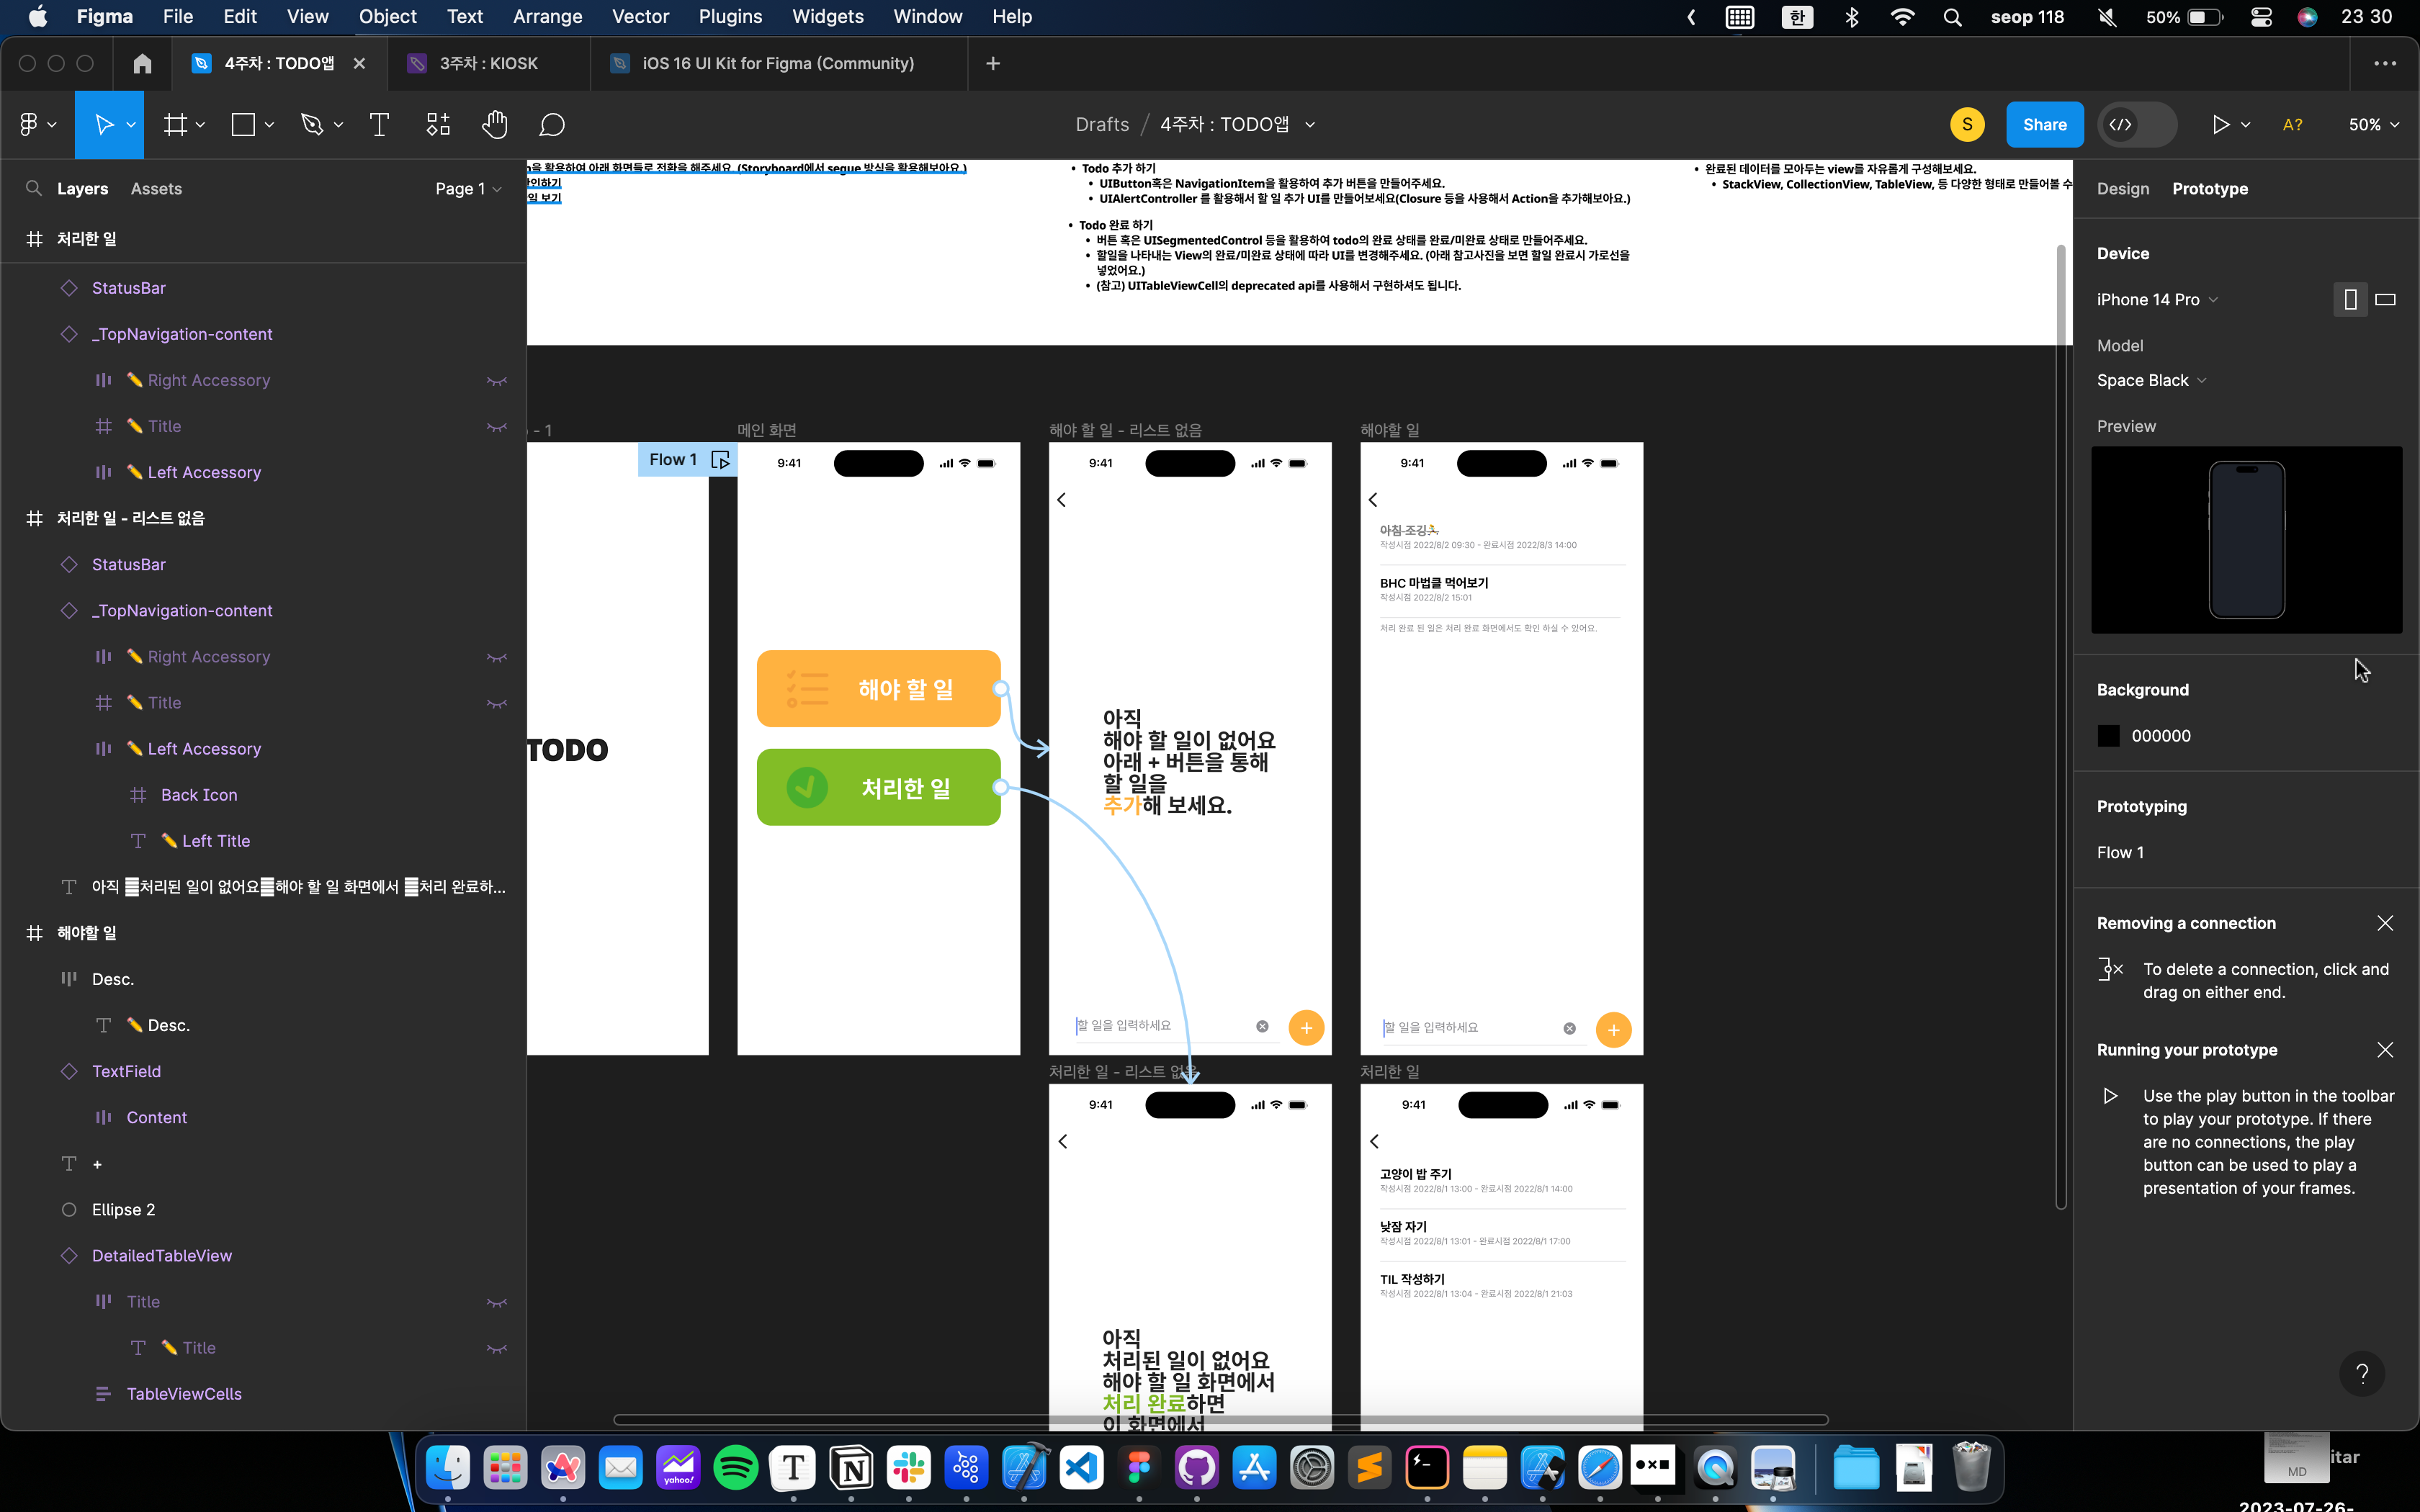 Figma File Edit View Object Text Arrange Vector Plugins Widgets Window Help
한 seop 118 50% 23 30
4주차 : TODO앱
3주차 : KIOSK
iOS 16 UI Kit for Figma (Community)
Drafts / 4주차 : TODO앱
S
Share
A?
50%
Layers Assets Page 1
처리한 일
StatusBar
_TopNavigation-content
✏️ Right Accessory
✏️ Title
✏️ Left Accessory
처리한 일 - 리스트 없음
StatusBar
_TopNavigation-content
✏️ Right Accessory
✏️ Title
✏️ Left Accessory
Back Icon
✏️ Left Title
아직 처리된 일이 없어요 해야 할 일 화면에서 처리 완료하...
해야할 일
Desc.
✏️ Desc.
TextField
Content
+
Ellipse 2
DetailedTableView
Title
✏️ Title
TableViewCells
을 활용하여 아래 화면들로 전환을 해주세요. (Storyboard에서 segue 방식을 활용해보아요.)
인하기
일 보기
• Todo 추가 하기
• UIButton혹은 NavigationItem을 활용하여 추가 버튼을 만들어주세요.
• UIAlertController 를 활용해서 할 일 추가 UI를 만들어보세요(Closure 등을 사용해서 Action을 추가해보아요.)
• Todo 완료 하기
• 버튼 혹은 UISegmentedControl 등을 활용하여 todo의 완료 상태를 완료/미완료 상태로 만들어주세요.
• 할일을 나타내는 View의 완료/미완료 상태에 따라 UI를 변경해주세요. (아래 참고사진을 보면 할일 완료시 가로선을
넣었어요.)
• (참고) UITableViewCell의 deprecated api를 사용해서 구현하셔도 됩니다.
• 완료된 데이터를 모아두는 view를 자유롭게 구성해보세요.
• StackView, CollectionView, TableView, 등 다양한 형태로 만들어볼 수
- 1
TODO
Flow 1
메인 화면
9:41
해야 할 일
처리한 일
해야 할 일 - 리스트 없음
9:41
아직
해야 할 일이 없어요
아래 + 버튼을 통해
할 일을
추가해 보세요.
할 일을 입력하세요
+
해야할 일
9:41
아침 조깅🏃
작성시점 2022/8/2 09:30 - 완료시점 2022/8/3 14:00
BHC 마법클 먹어보기
작성시점 2022/8/2 15:01
처리 완료 된 일은 처리 완료 화면에서도 확인 하실 수 있어요.
할 일을 입력하세요
+
처리한 일 - 리스트 없음
9:41
아직
처리된 일이 없어요
해야 할 일 화면에서
처리 완료하면
이 화면에서
처리한 일
9:41
고양이 밥 주기
작성시점 2022/8/1 13:00 - 완료시점 2022/8/1 14:00
낮잠 자기
작성시점 2022/8/1 13:01 - 완료시점 2022/8/1 17:00
TIL 작성하기
작성시점 2022/8/1 13:04 - 완료시점 2022/8/1 21:03
Design Prototype
Device
iPhone 14 Pro
Model
Space Black
Preview
Background
000000
Prototyping
Flow 1
Removing a connection
To delete a connection, click and
drag on either end.
Running your prototype
Use the play button in the toolbar
to play your prototype. If there
are no connections, the play
button can be used to play a
presentation of your frames.
?
yahoo!
T
N
MD
itar
2023-07-26-